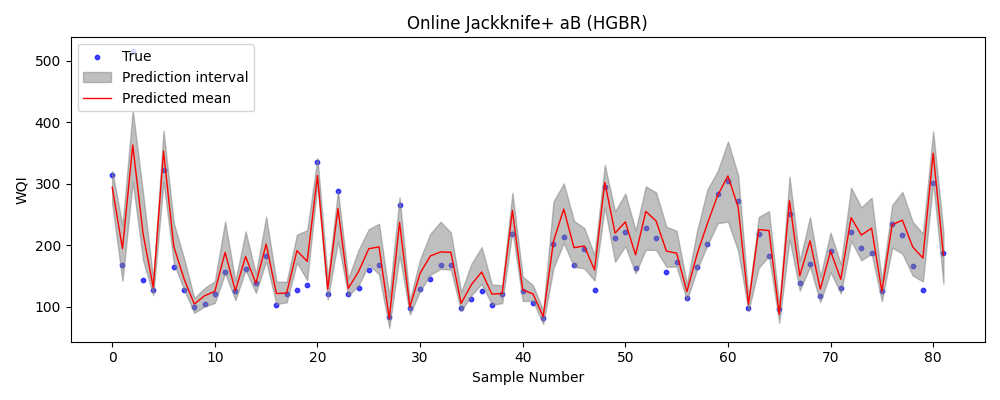 Online Jackknife+ aB (HGBR)
True
Prediction interval
Predicted mean
WQI
500
400
300
200
100
0 10 20 30 40 50 60 70 80
Sample Number